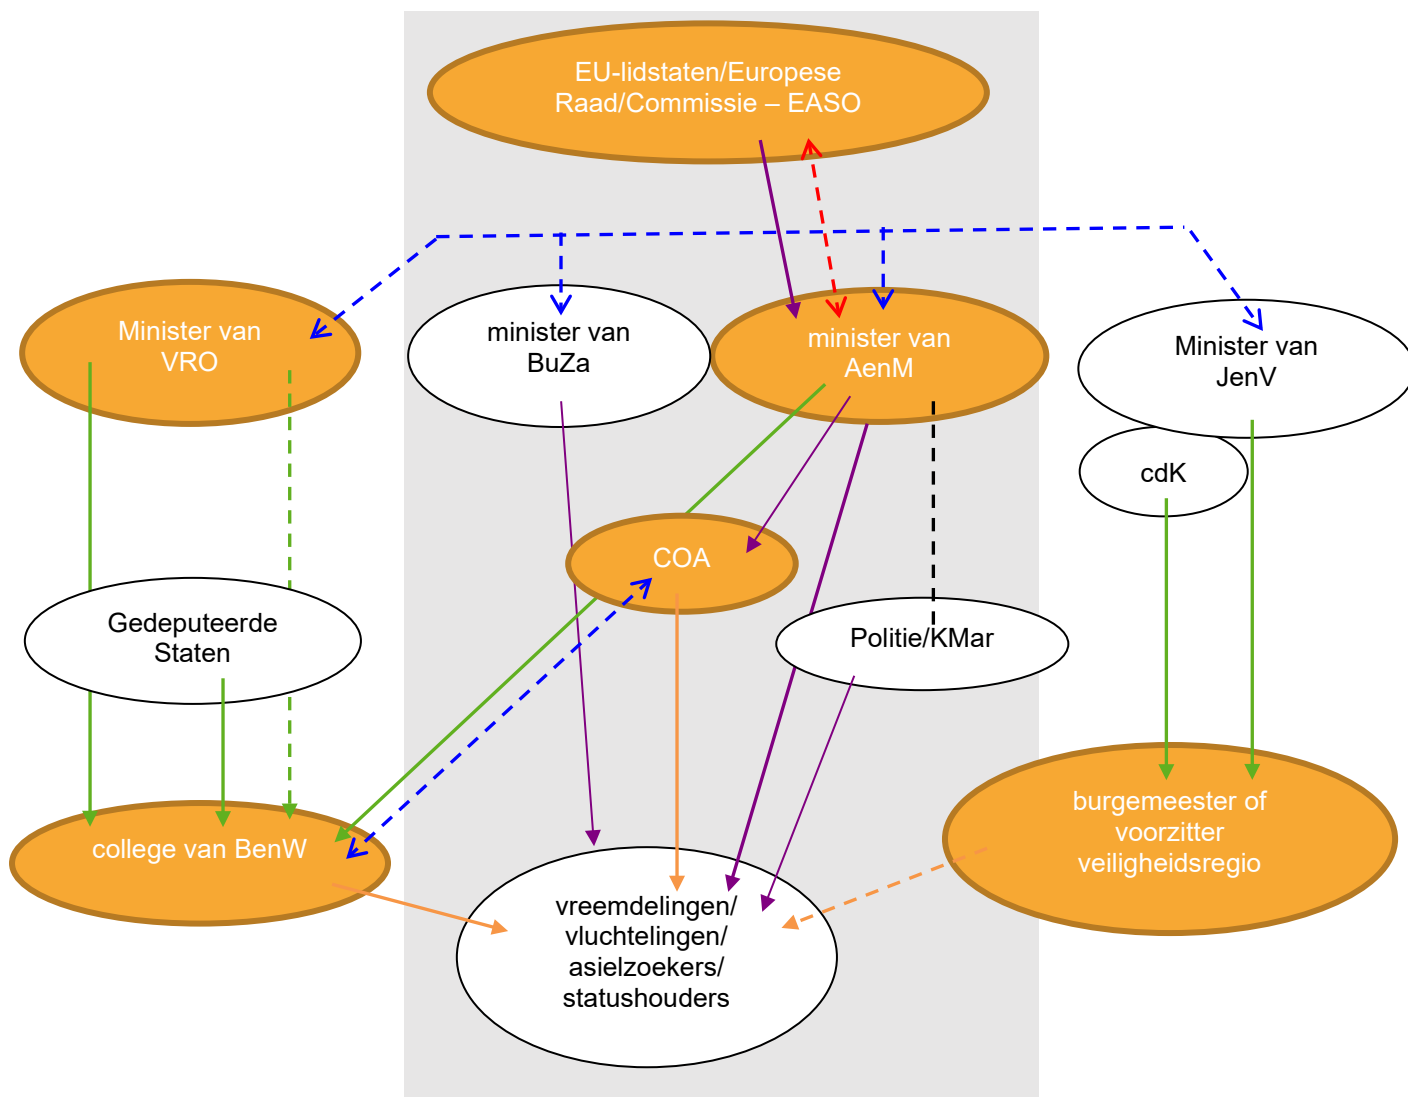 EU-lidstaten/Europese
Raad/Commissie – EASO
Minister van
VRO
minister van
BuZa
minister van
AenM
Minister van
JenV
cdK
COA
Gedeputeerde
Staten
Politie/KMar
college van BenW
burgemeester of
voorzitter
veiligheidsregio
vreemdelingen/
vluchtelingen/
asielzoekers/
statushouders